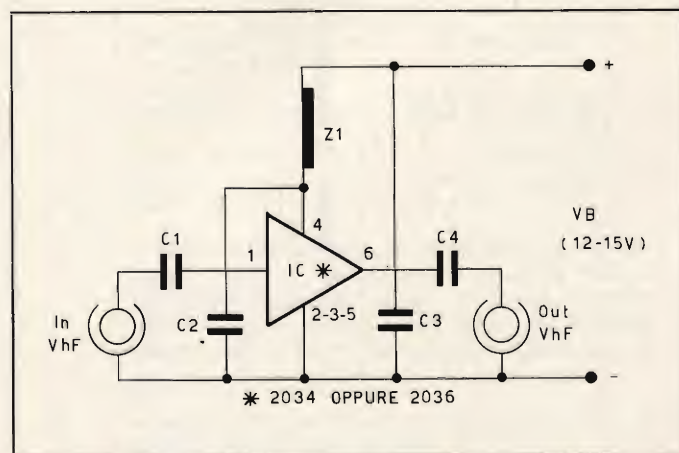 +
Z1
VB
(12-15V)
4
C1
C4
1
IC *
6
2-3-5
In
VhF
C2
C3
Out
VhF
-
* 2034 OPPURE 2036